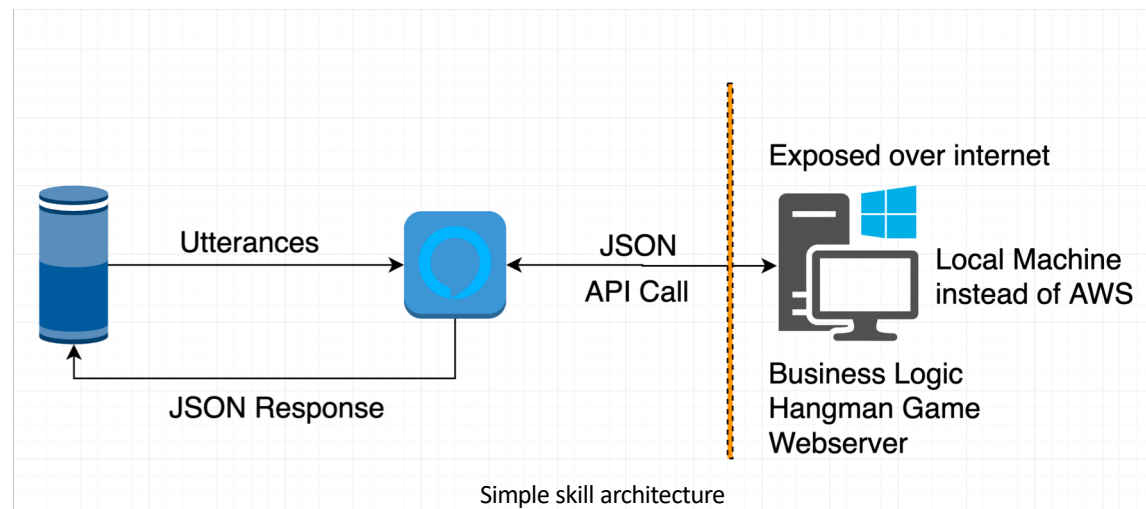 Exposed over internet
Utterances
JSON
API Call
Local Machine
instead of AWS
JSON Response
Business Logic
Hangman Game
Webserver
Simple skill architecture